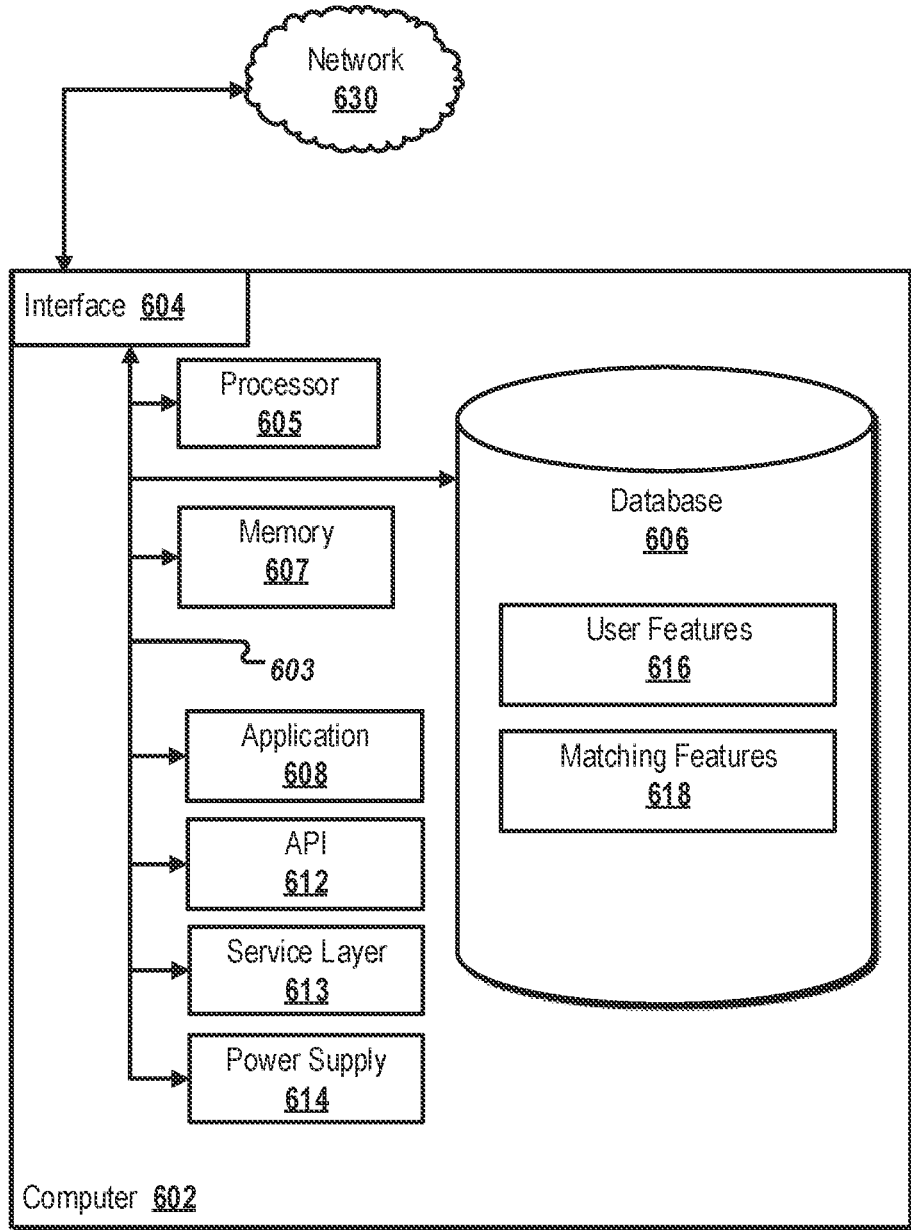 Network
630
Interface 604
Processor
605
Database
606
Memory
607
User Features
616
603
Application
608
Matching Features
618
API
612
Service Layer
613
Power Supply
614
Computer 602